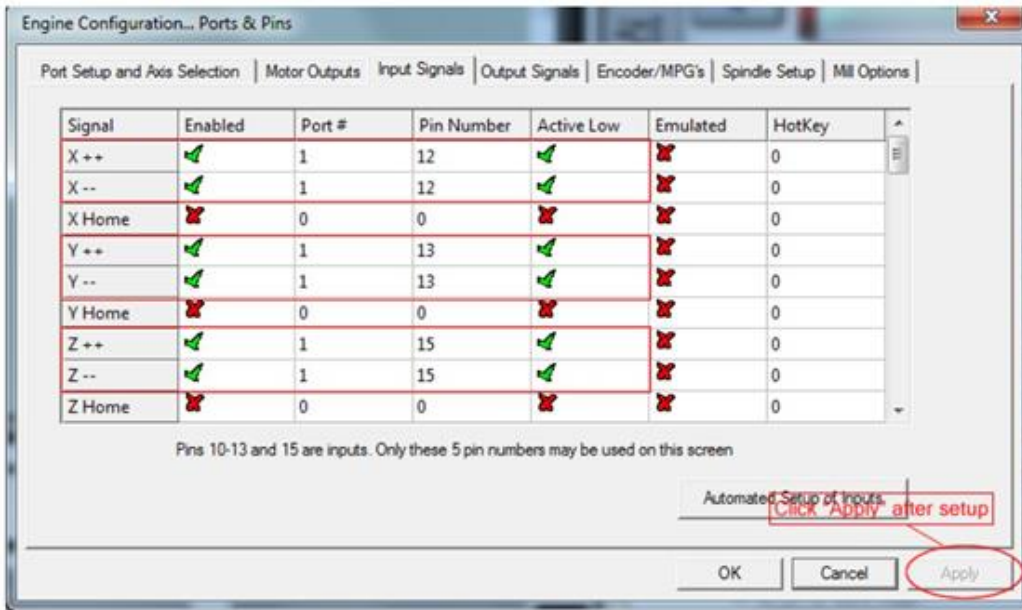 Engine Configuration... Ports & Pins
Port Setup and Axis Selection Motor Outputs Input Signals Output Signals Encoder/MPG's Spindle Setup Mill Options
Signal Enabled Port # Pin Number Active Low Emulated HotKey
X ++ 1 12 0
X -- 1 12 0
X Home 0 0 0
Y ++ 1 13 0
Y -- 1 13 0
Y Home 0 0 0
Z ++ 1 15 0
Z -- 1 15 0
Z Home 0 0 0
Pins 10-13 and 15 are inputs. Only these 5 pin numbers may be used on this screen
Automated Setup of Inputs
Click "Apply" after setup
OK Cancel Apply